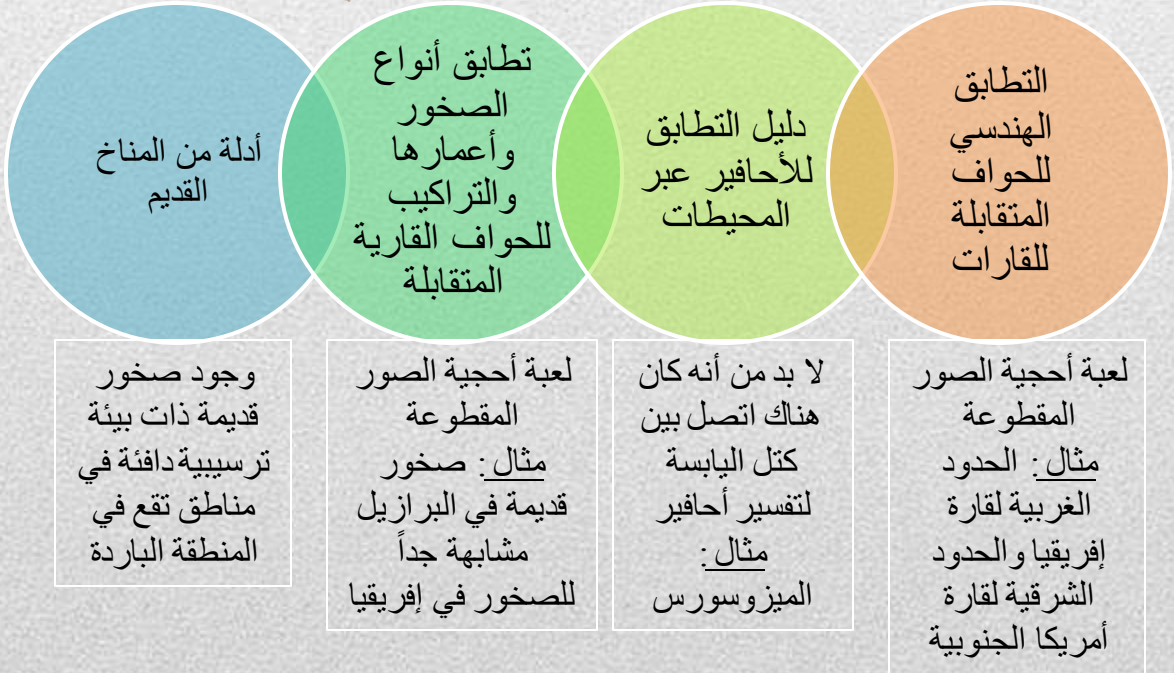 التطابق
الهندسي
للحواف
المتقابلة
للقارات
دليل التطابق
للأحافير عبر
المحيطات
تطابق أنواع
الصخور
وأعمارها
والتراكيب
للحواف القارية
المتقابلة
أدلة من المناخ
القديم
لعبة أحجية الصور
المقطوعة
مثال: الحدود
الغربية لقارة
إفريقيا والحدود
الشرقية لقارة
أمريكا الجنوبية
لا بد من أنه كان
هناك اتصل بين
كتل اليابسة
لتفسير أحافير
مثال:
الميزوسورس
لعبة أحجية الصور
المقطوعة
مثال: صخور
قديمة في البرازيل
مشابهة جداً
للصخور في إفريقيا
وجود صخور
قديمة ذات بيئة
ترسيبية دافئة في
مناطق تقع في
المنطقة الباردة